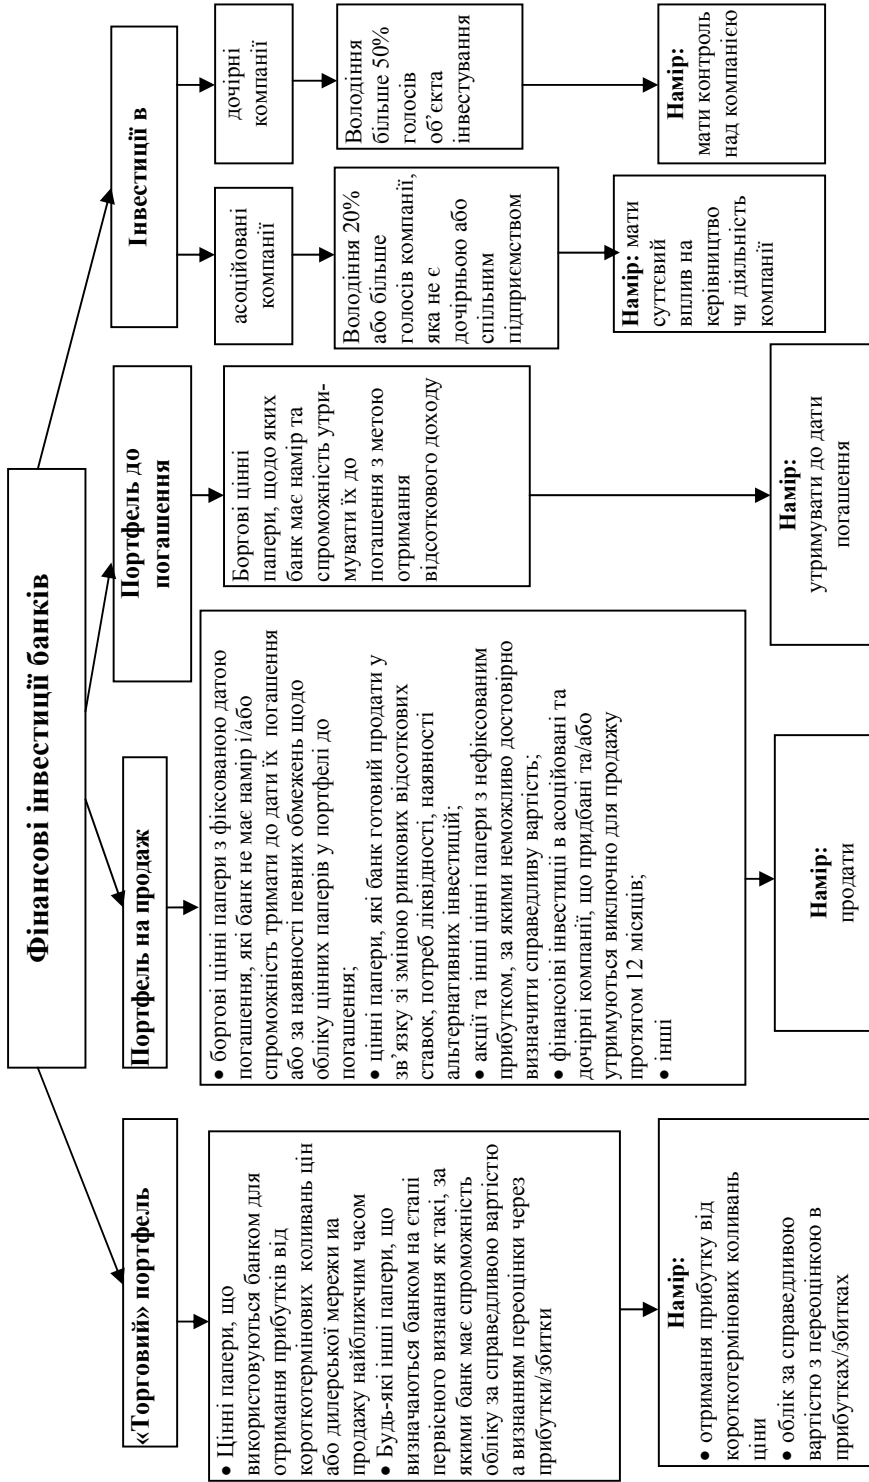 Фінансові інвестиції банків
«Торговий» портфель
• Цінні папери, що
використовуються банком для
отримання прибутків від
короткотермінових коливань цін
або дилерської мережи иа
продажу найближчим часом
• Будь-які інші папери, що
визначаються банком на етапі
первісного визнання як такі, за
якими банк має спроможність
обліку за справедливою вартістю
а визнанням переоцінки через
прибутки/збитки
Намір:
• отримання прибутку від
короткотермінових коливань
ціни
• облік за справедливою
вартістю з переоцінкою в
прибутках/збитках
Портфель на продаж
• боргові цінні папери з фіксованою датою
погашення, які банк не має намір і/або
спроможність тримати до дати їх погашення
або за наявності певних обмежень щодо
обліку цінних паперів у портфелі до
погашення;
• цінні папери, які банк готовий продати у
зв’язку зі зміною ринкових відсоткових
ставок, потреб ліквідності, наявності
альтернативних інвестицій;
• акції та інші цінні папери з нефіксованим
прибутком, за якими неможливо достовірно
визначити справедливу вартість;
• фінансоіві інвестиції в асоційовані та
дочірні компанії, що придбані та/або
утримуються виключно для продажу
протягом 12 місяців;
• інші
Намір:
продати
Портфель до
погашення
Боргові цінні
папери, щодо яких
банк має намір та
спроможність утри-
мувати їх до
погашення з метою
отримання
відсоткового доходу
Намір:
утримувати до дати
погашення
Інвестиції в
асоційовані
компанії
Володіння 20%
або більше
голосів компанії,
яка не є
дочірньою або
спільним
підприємством
Намір: мати
суттєвий
вплив на
керівництво
чи діяльність
компанії
дочірні
компанії
Володіння
більше 50%
голосів
об’єкта
інвестування
Намір:
мати контроль
над компанією